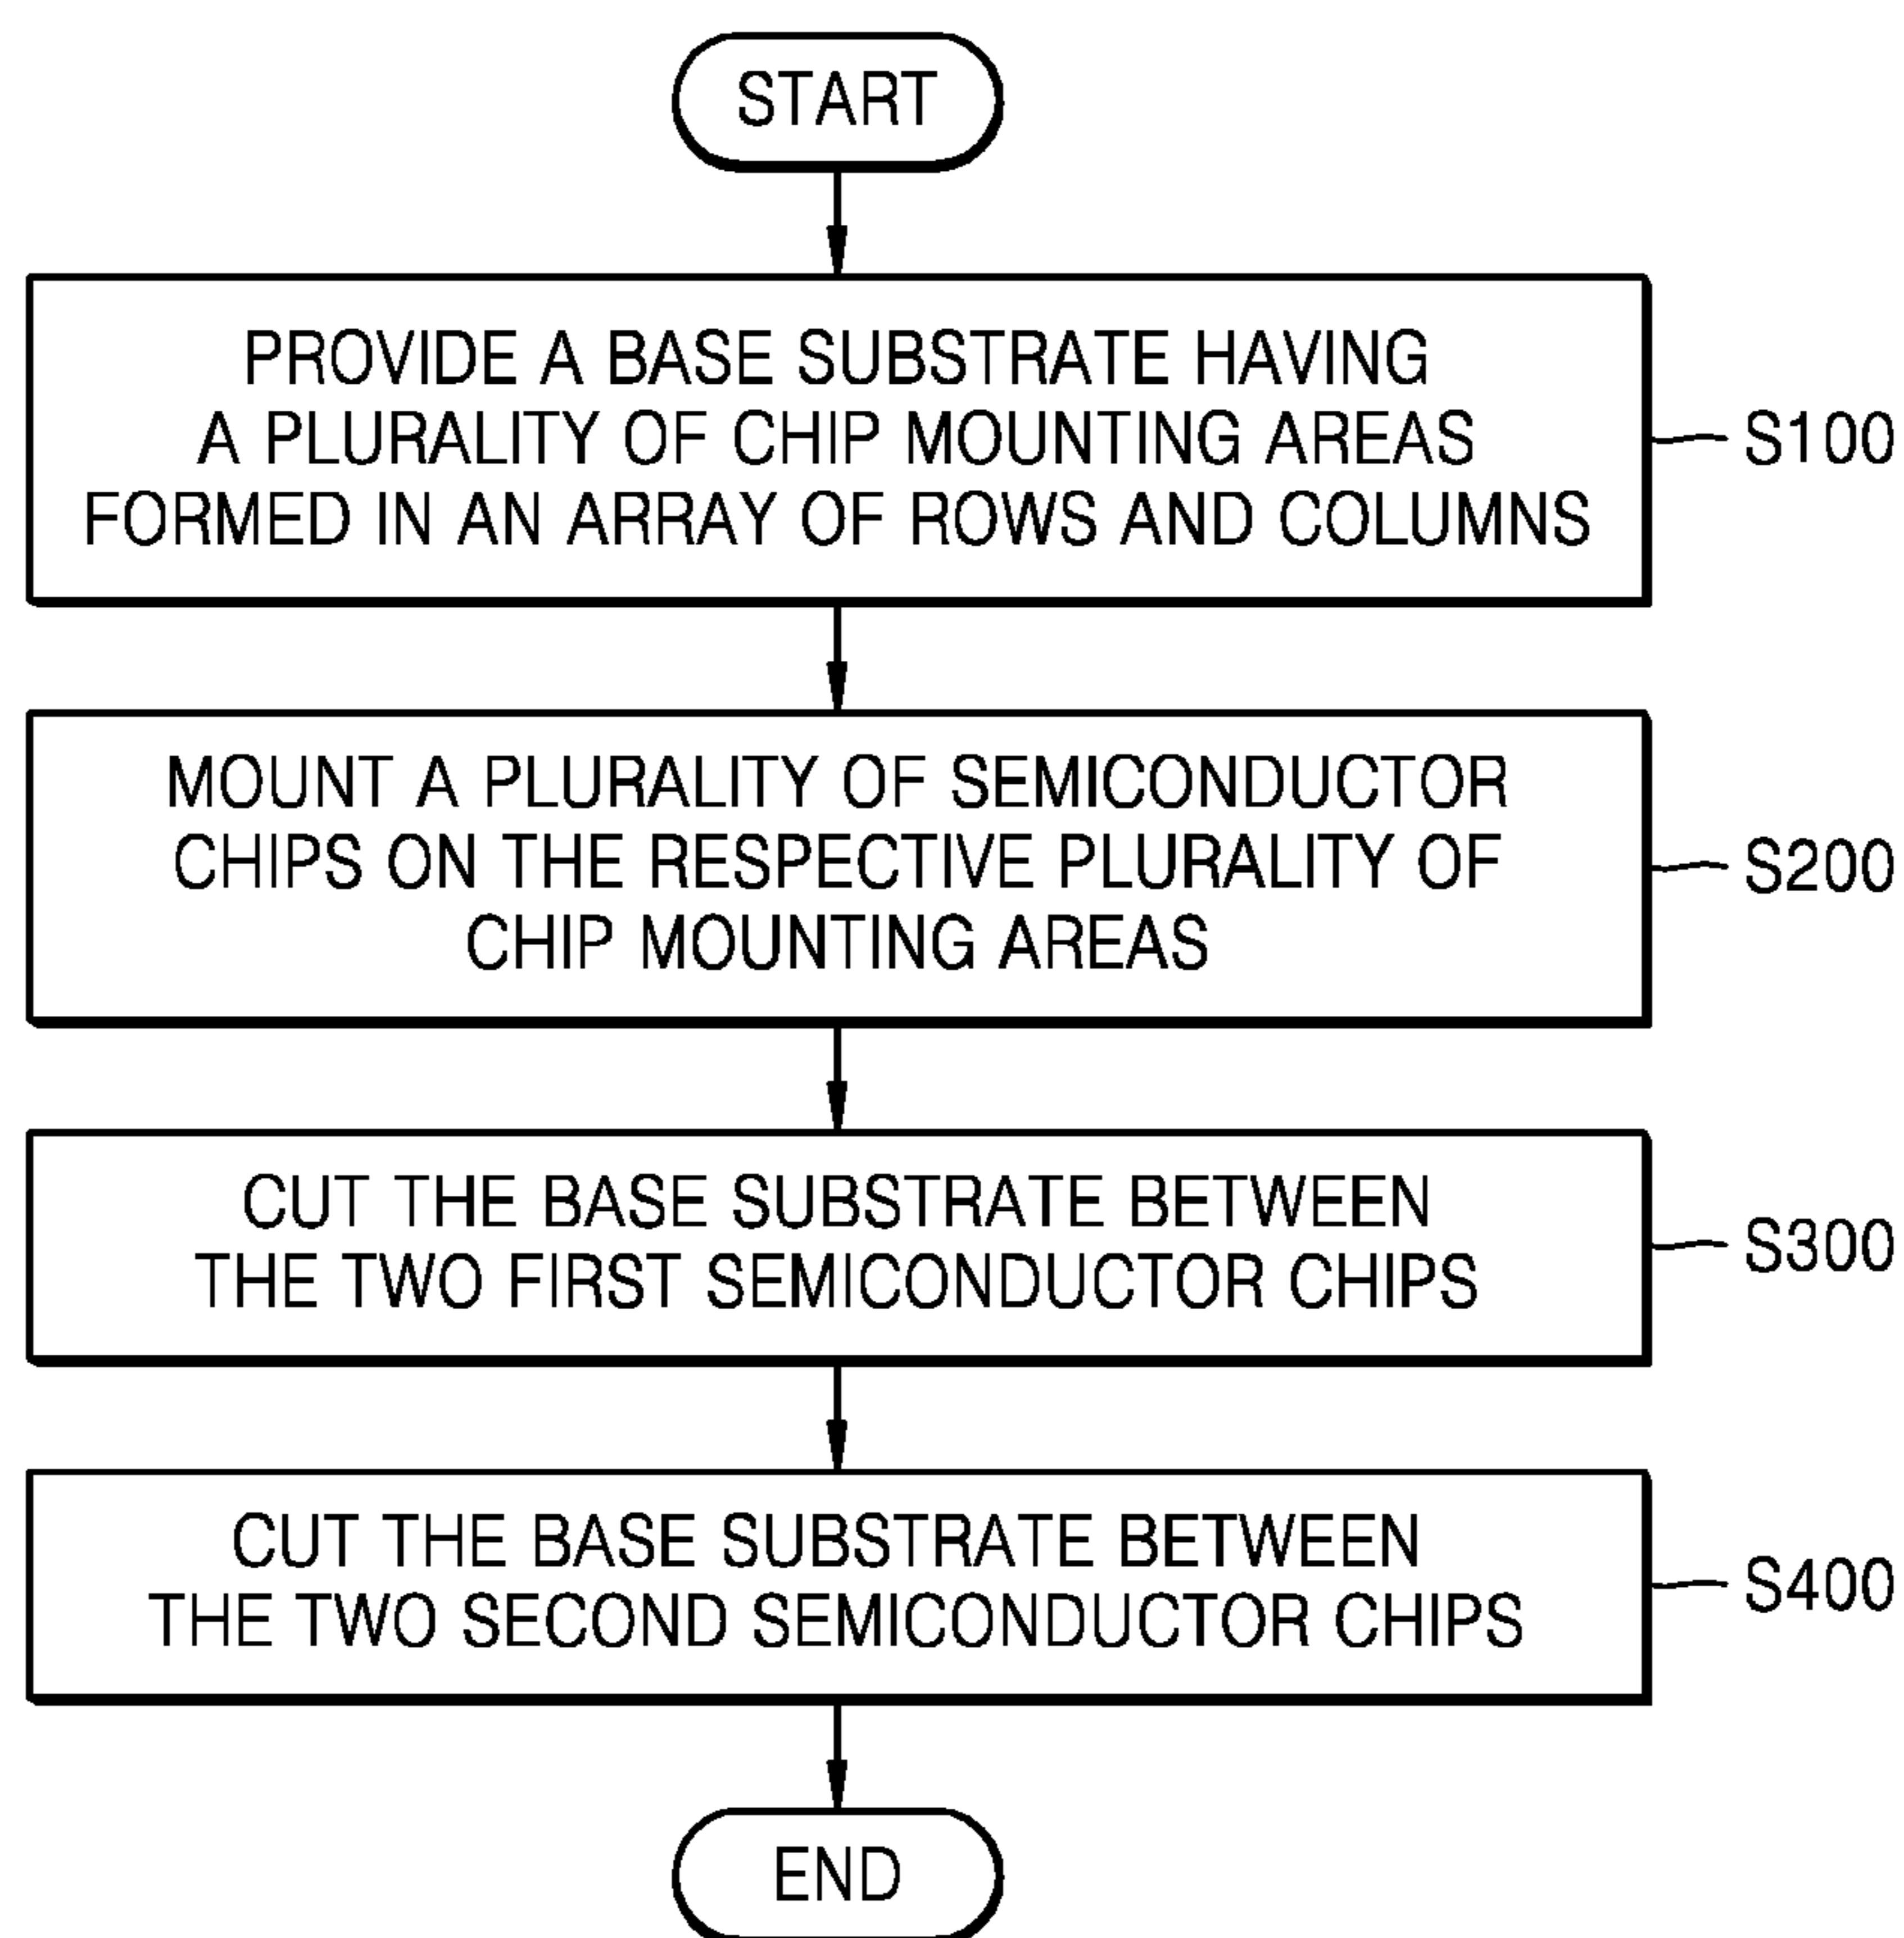 START
PROVIDE A BASE SUBSTRATE HAVING
A PLURALITY OF CHIP MOUNTING AREAS
FORMED IN AN ARRAY OF ROWS AND COLUMNS
S100
MOUNT A PLURALITY OF SEMICONDUCTOR
CHIPS ON THE RESPECTIVE PLURALITY OF
CHIP MOUNTING AREAS
S200
CUT THE BASE SUBSTRATE BETWEEN
THE TWO FIRST SEMICONDUCTOR CHIPS
S300
CUT THE BASE SUBSTRATE BETWEEN
THE TWO SECOND SEMICONDUCTOR CHIPS
S400
END